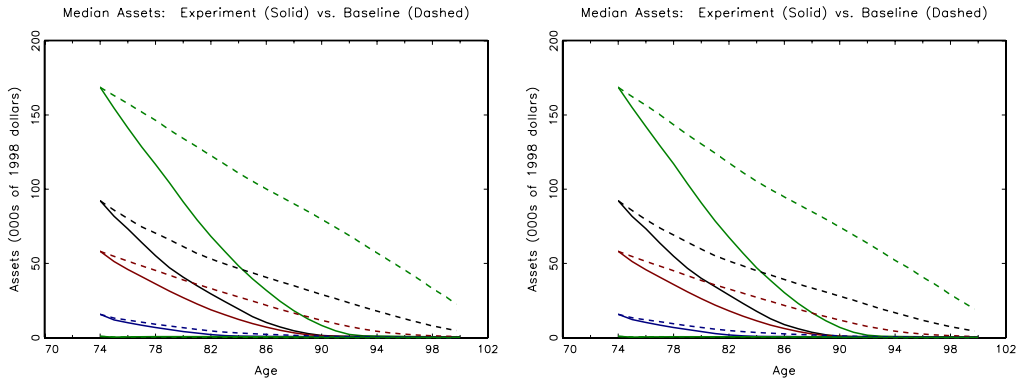 Median Assets: Experiment (Solid) vs. Baseline (Dashed)
Assets (000s of 1998 dollars)
200
150
100
50
0
70 74 78 82 86 90 94 98 102
Age
Median Assets: Experiment (Solid) vs. Baseline (Dashed)
Assets (000s of 1998 dollars)
200
150
100
50
0
70 74 78 82 86 90 94 98 102
Age